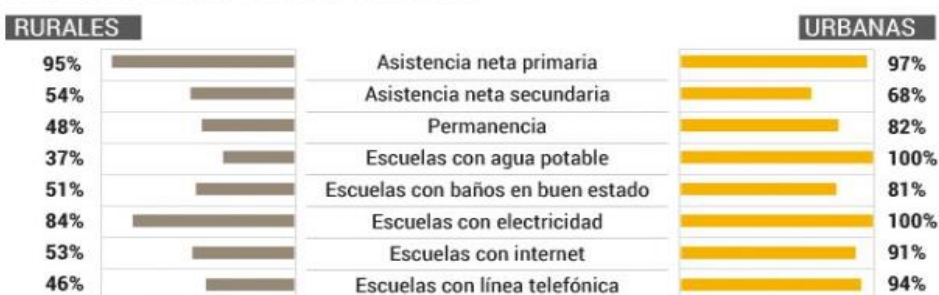 RURALES URBANAS
95% Asistencia neta primaria 97%
54% Asistencia neta secundaria 68%
48% Permanencia 82%
37% Escuelas con agua potable 100%
51% Escuelas con baños en buen estado 81%
84% Escuelas con electricidad 100%
53% Escuelas con internet 91%
46% Escuelas con línea telefónica 94%